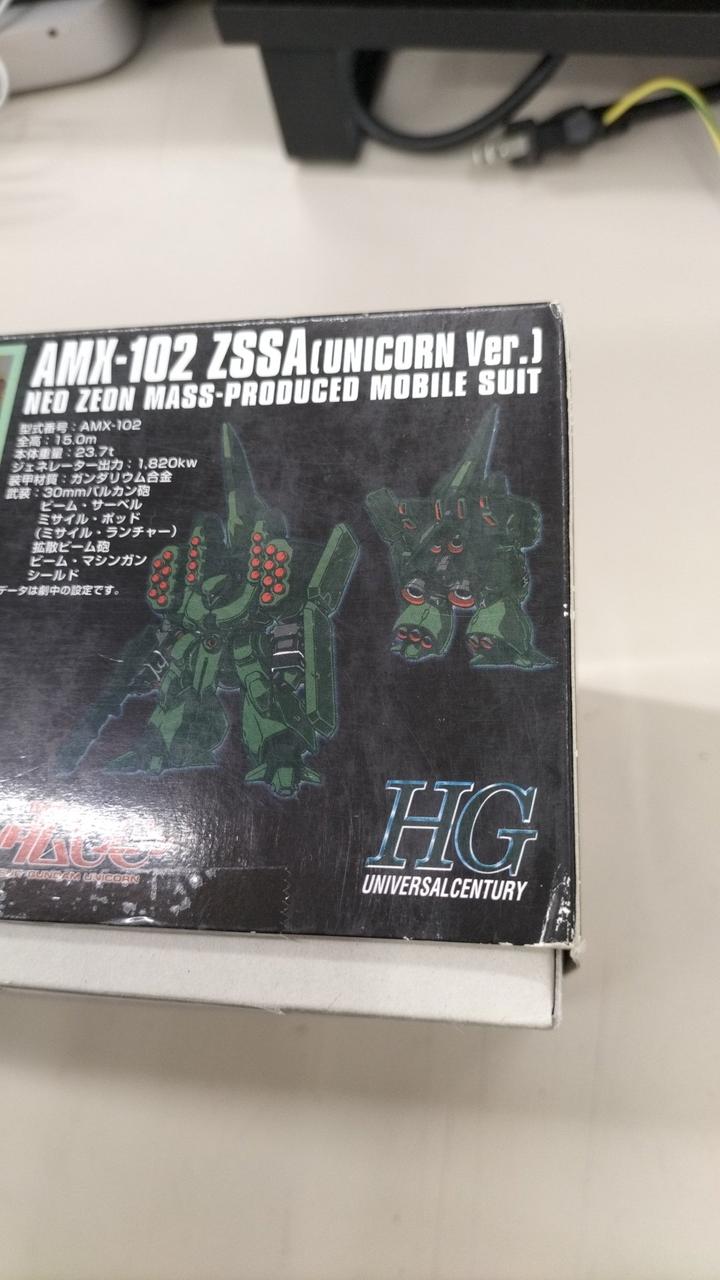 AMX-102 ZSSA(UNICORN Ver.)
NEO ZEON MASS-PRODUCED MOBILE SUIT
型式番号：AMX-102
全高：15.0m
本体重量：23.7t
ジェネレーター出力：1,820kw
装甲材質：ガンダリウム合金
武装：30mmバルカン砲
ビーム・サーベル
ミサイル・ポッド
(ミサイル・ランチャー)
拡散ビーム砲
ビーム・マシンガン
シールド
データは劇中の設定です。
HG
UNIVERSAL CENTURY
GUNDAM UNICORN